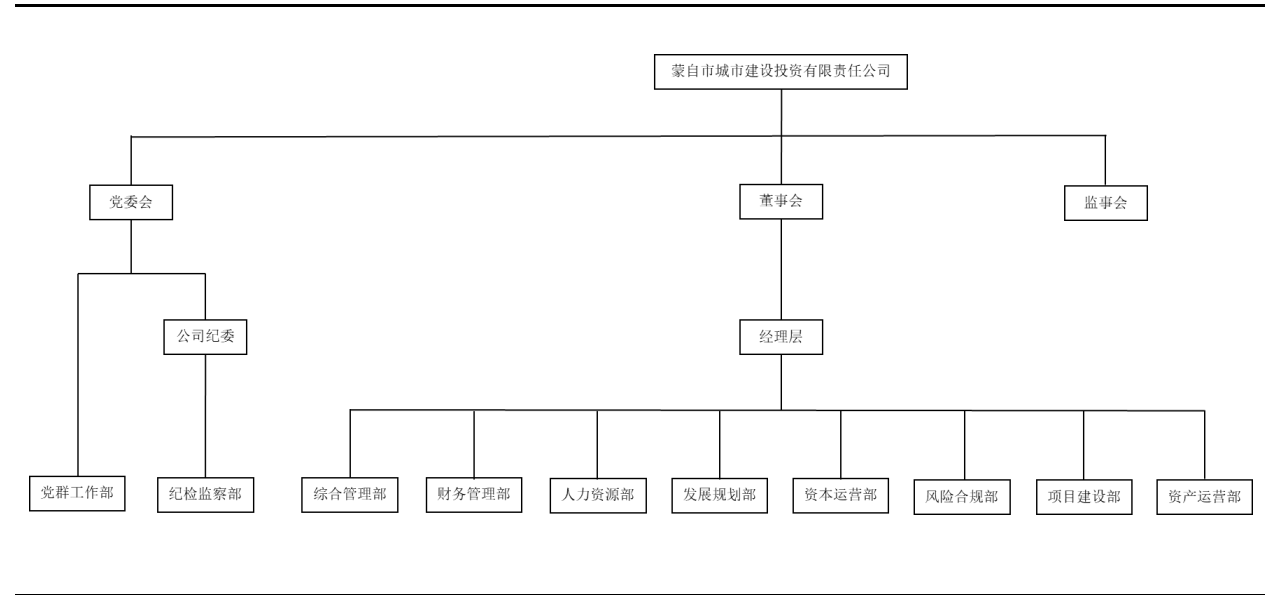 蒙自市城市建设投资有限责任公司
党委会
董事会
监事会
公司纪委
经理层
党群工作部
纪检监察部
综合管理部
财务管理部
人力资源部
发展规划部
资本运营部
风险合规部
项目建设部
资产运营部